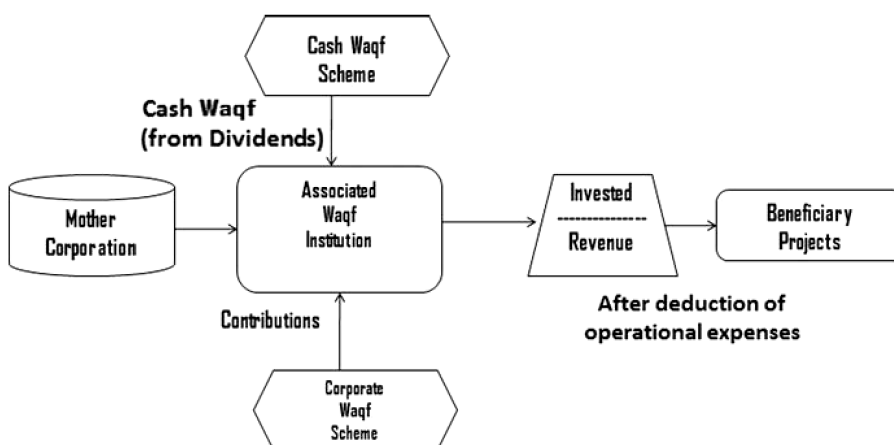 Cash Waqf
Scheme
Cash Waqf
(from Dividends)
Mother
Corporation
Associated
Waqf
Institution
Invested
Revenue
Beneficiary
Projects
Contributions
After deduction of
operational expenses
Corporate
Waqf
Scheme